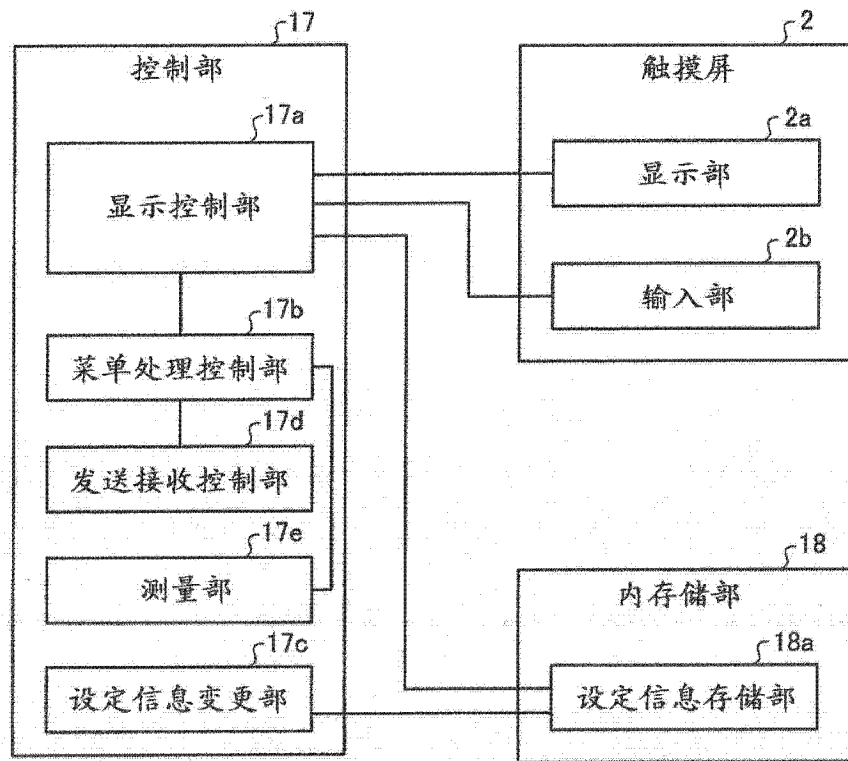 17
控制部
17a
显示控制部
17b
菜单处理控制部
17d
发送接收控制部
17e
测量部
17c
设定信息变更部
2
触摸屏
2a
显示部
2b
输入部
18
内存储部
18a
设定信息存储部